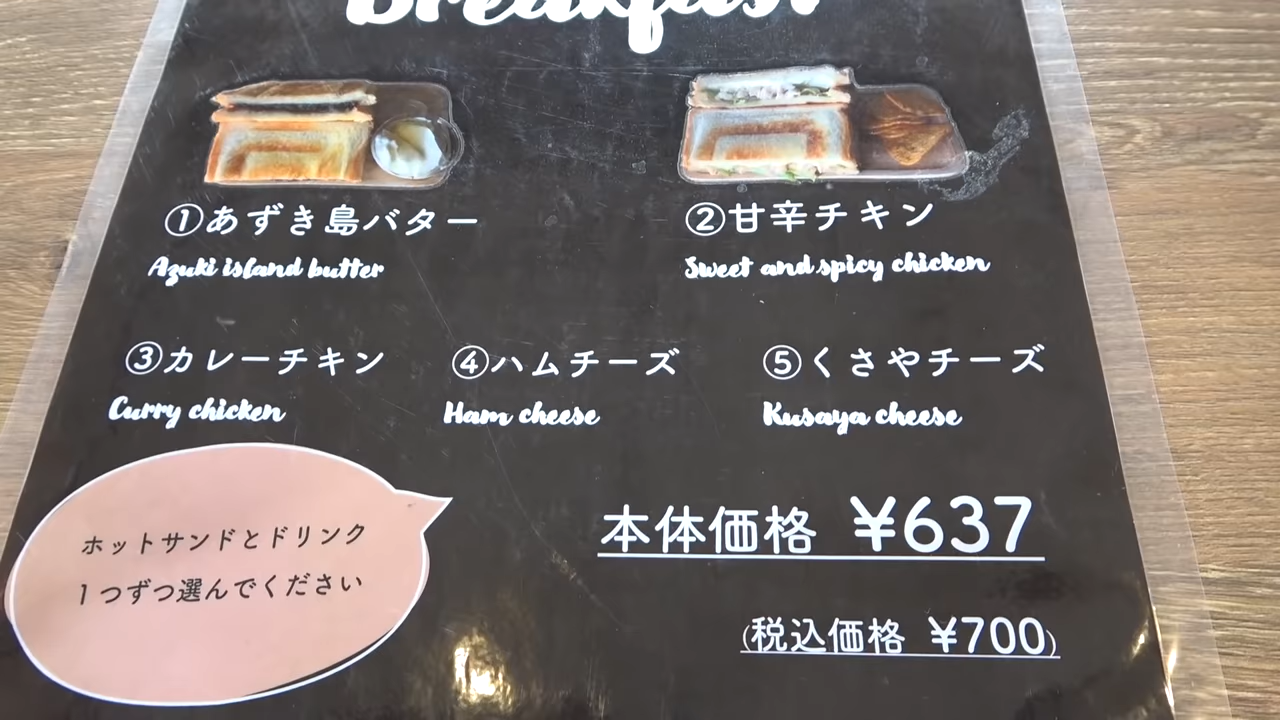 Breakfast
①あずき島バター
Azuki island butter
②甘辛チキン
Sweet and spicy chicken
③カレーチキン
Curry chicken
④ハムチーズ
Ham cheese
⑤くさやチーズ
Kusaya cheese
ホットサンドとドリンク
1つずつ選んでください
本体価格 ¥637
(税込価格 ¥700)